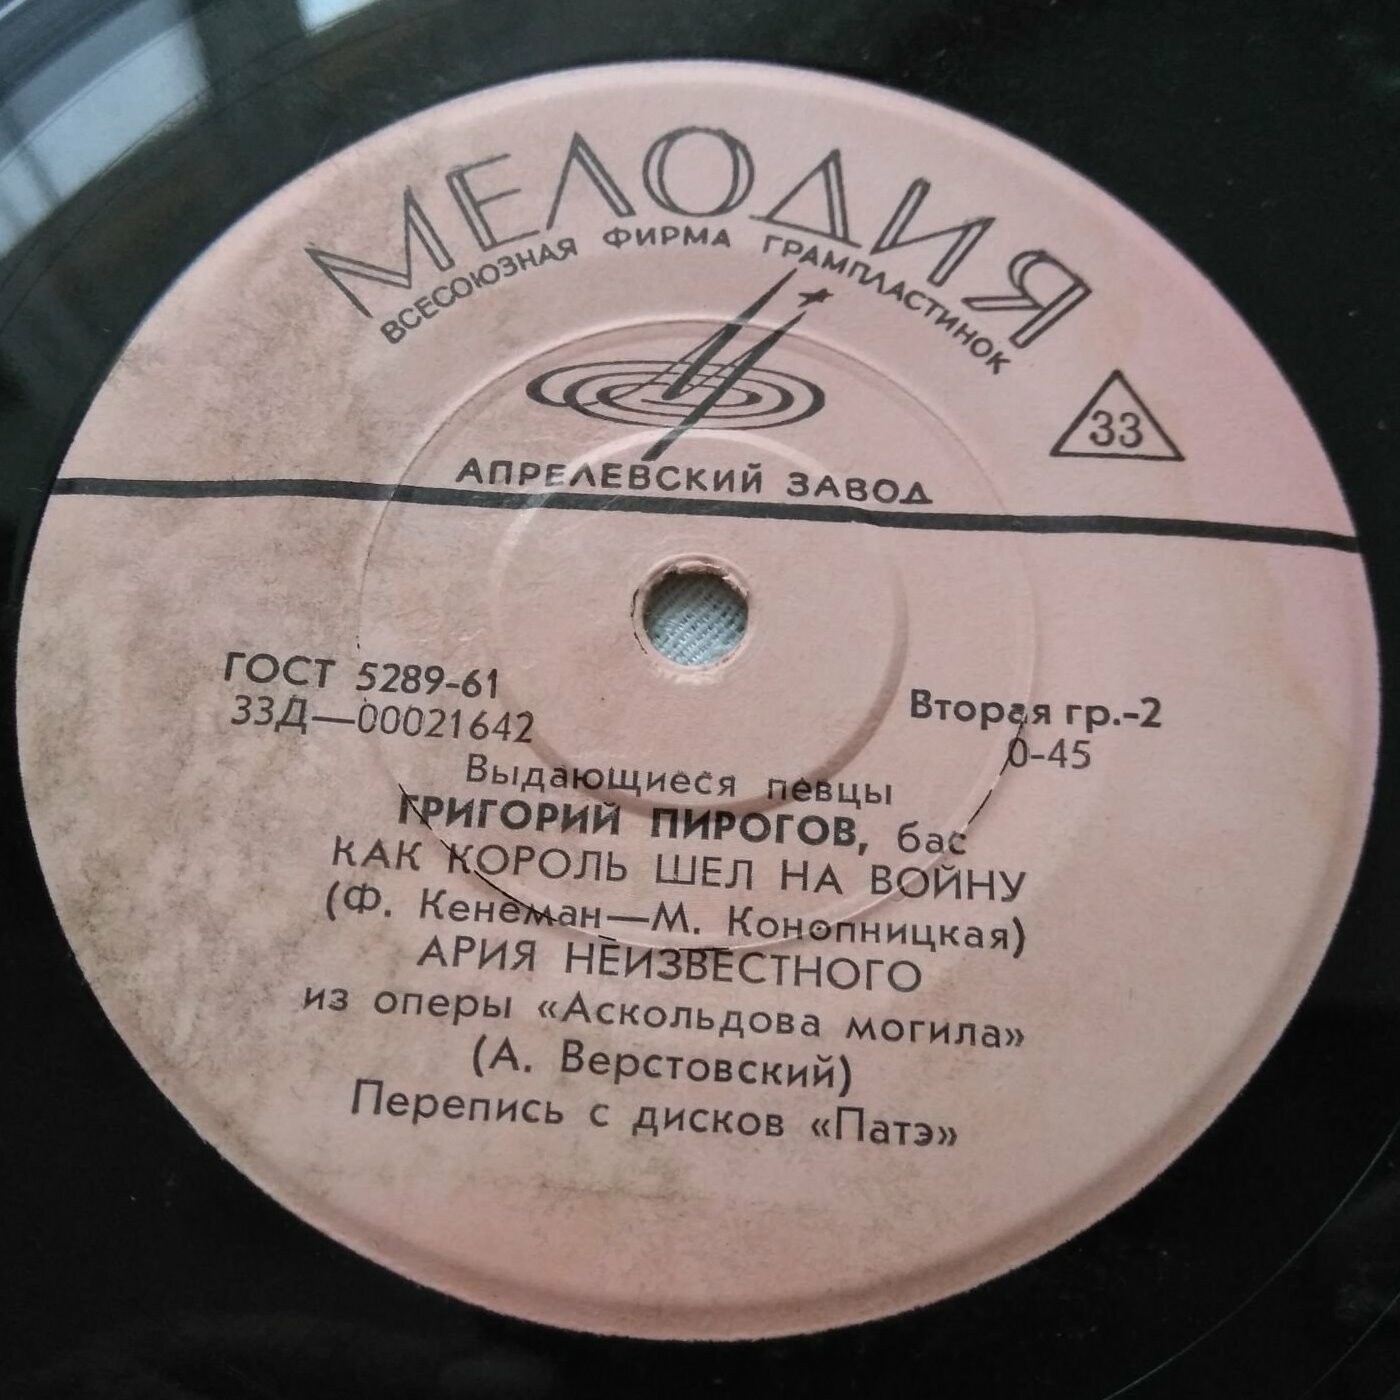 МЕЛОДИЯ
ВСЕСОЮЗНАЯ ФИРМА ГРАМПЛАСТИНОК
33
АПРЕЛЕВСКИЙ ЗАВОД
ГОСТ 5289-61
33Д—00021642
Вторая гр.-2
0-45
Выдающиеся певцы
ГРИГОРИЙ ПИРОГОВ, бас
КАК КОРОЛЬ ШЕЛ НА ВОЙНУ
(Ф. Кенеман—М. Конопницкая)
АРИЯ НЕИЗВЕСТНОГО
из оперы «Аскольдова могила»
(А. Верстовский)
Перепись с дисков «Патэ»